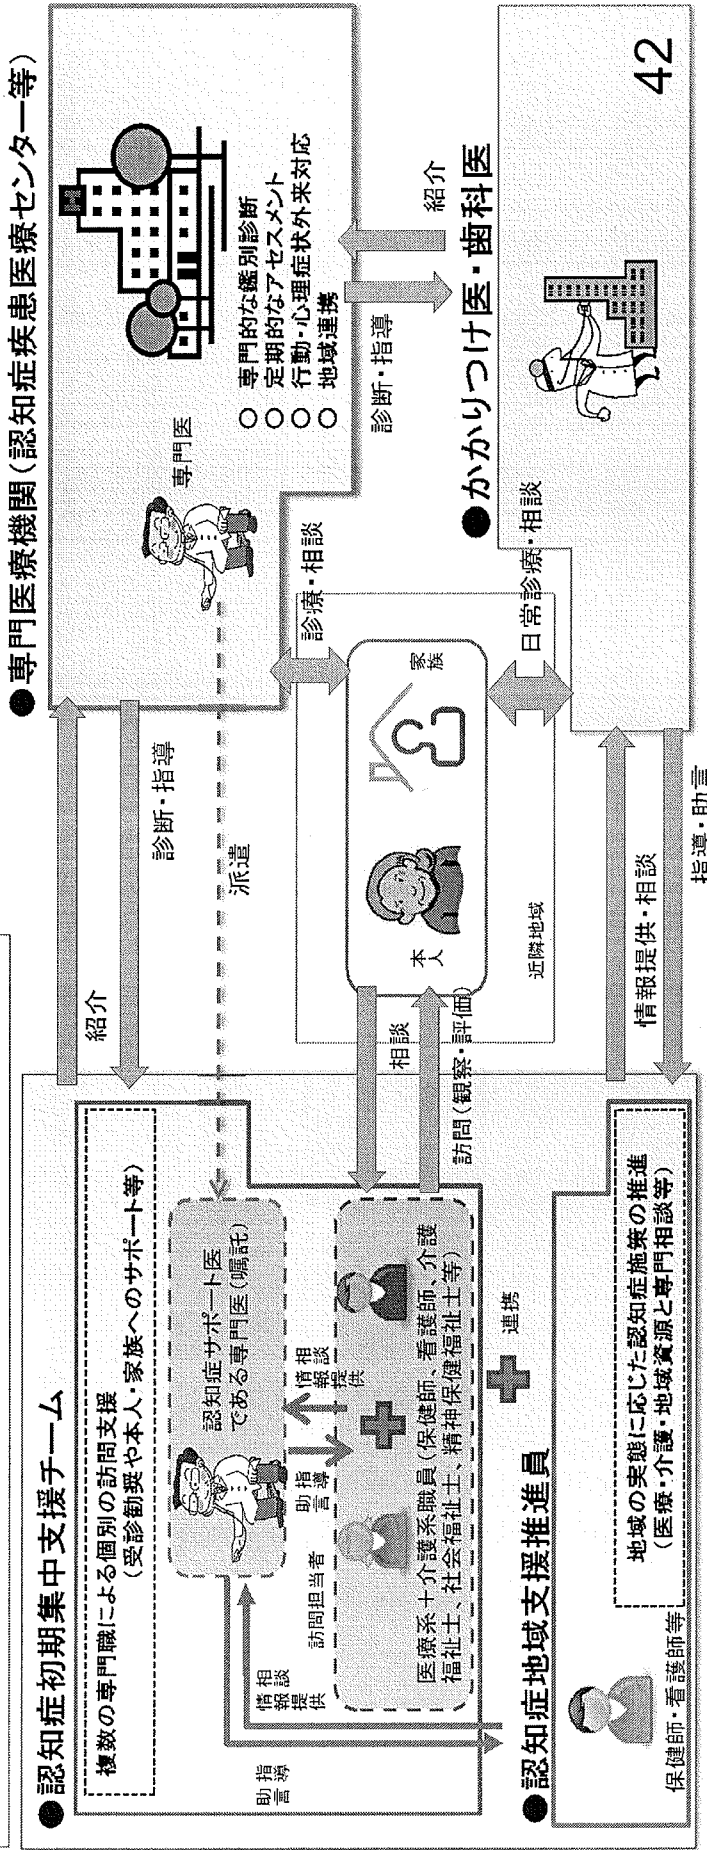 ●認知症初期集中支援チーム
複数の専門職による個別の訪問支援
(受診勧奨や本人・家族へのサポート等)
認知症サポート医
である専門医(嘱託)
情報提供
相談
助言
指導
情報提供
相談
助言
指導
訪問担当者
医療系+介護系職員(保健師、看護師、介護
福祉士、社会福祉士、精神保健福祉士等)
連携
●認知症地域支援推進員
地域の実態に応じた認知症施策の推進
(医療・介護・地域資源と専門相談等)
保健師・看護師等
紹介
診断・指導
派遣
相談
訪問(観察・評価)
本人
家族
近隣地域
情報提供・相談
指導・助言
●専門医療機関(認知症疾患医療センター等)
専門医
○ 専門的な鑑別診断
○ 定期的なアセスメント
○ 行動・心理症状外来対応
○ 地域連携
診療・相談
診断・指導
紹介
日常診療・相談
●かかりつけ医・歯科医
42